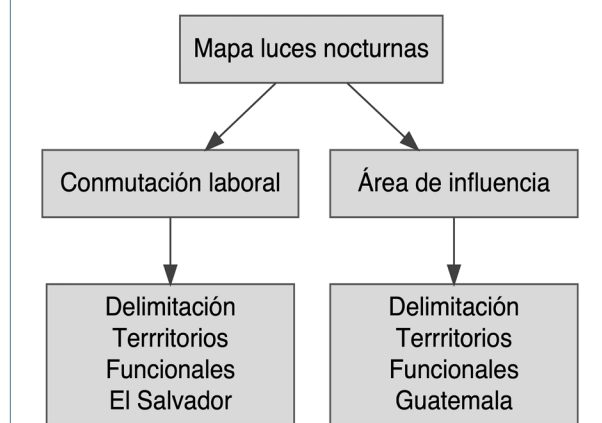 Mapa luces nocturnas
Conmutación laboral
Área de influencia
Delimitación
Terrritorios
Funcionales
El Salvador
Delimitación
Terrritorios
Funcionales
Guatemala